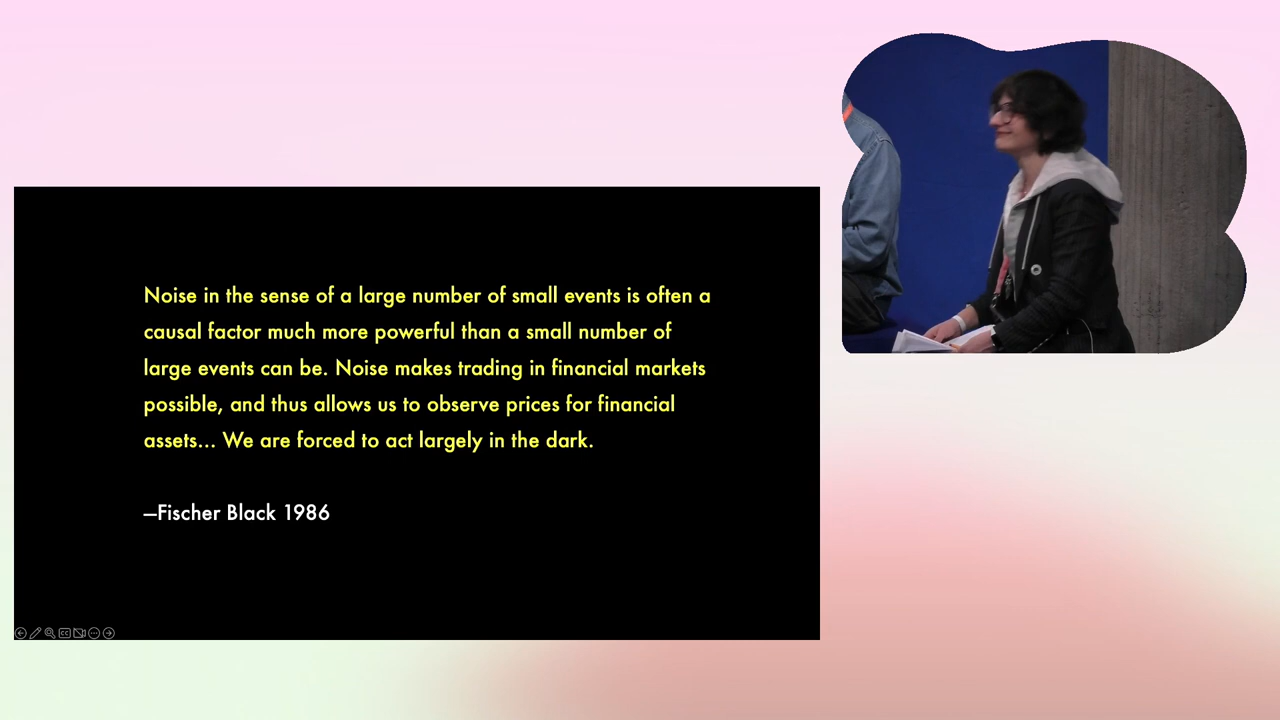 Noise in the sense of a large number of small events is often a
causal factor much more powerful than a small number of
large events can be. Noise makes trading in financial markets
possible, and thus allows us to observe prices for financial
assets... We are forced to act largely in the dark.
—Fischer Black 1986
CC